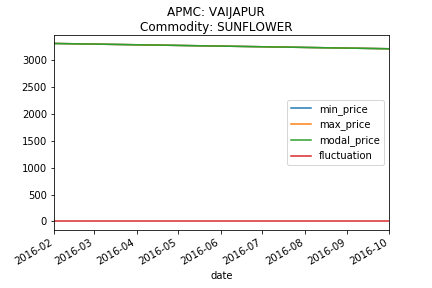 APMC: VAIJAPUR
Commodity: SUNFLOWER
3000
2500
2000
1500
1000
500
0
min_price
max_price
modal_price
fluctuation
2016-02
2016-03
2016-04
2016-05
2016-06
2016-07
2016-08
2016-09
2016-10
date